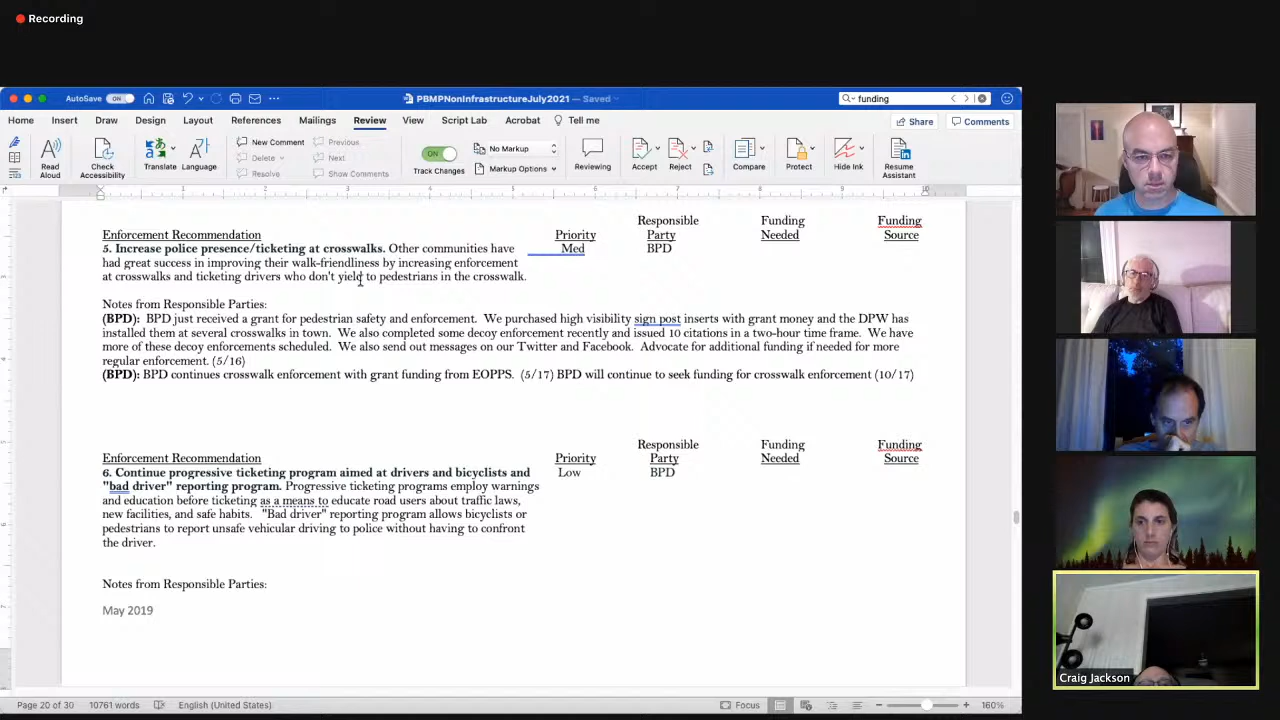 Recording
AutoSave ON PBMPNonInfrastructureJuly2021 — Saved funding
Home Insert Draw Design Layout References Mailings Review View Script Lab Acrobat Tell me Share Comments
Read Aloud
Check Accessibility
Translate
Language
New Comment
Delete
Resolve
Previous
Next
Show Comments
ON
Track Changes
No Markup
Markup Options
Reviewing
Accept
Reject
Compare
Protect
Hide Ink
Resume Assistant
1 2 3 4 5 6 7 8 9 10
Responsible Funding Funding
Enforcement Recommendation Priority Party Needed Source
5. Increase police presence/ticketing at crosswalks. Other communities have Med BPD
had great success in improving their walk-friendliness by increasing enforcement
at crosswalks and ticketing drivers who don't yield to pedestrians in the crosswalk.
Notes from Responsible Parties:
(BPD): BPD just received a grant for pedestrian safety and enforcement. We purchased high visibility sign post inserts with grant money and the DPW has
installed them at several crosswalks in town. We also completed some decoy enforcement recently and issued 10 citations in a two-hour time frame. We have
more of these decoy enforcements scheduled. We also send out messages on our Twitter and Facebook. Advocate for additional funding if needed for more
regular enforcement. (5/16)
(BPD): BPD continues crosswalk enforcement with grant funding from EOPPS. (5/17) BPD will continue to seek funding for crosswalk enforcement (10/17)
Responsible Funding Funding
Enforcement Recommendation Priority Party Needed Source
6. Continue progressive ticketing program aimed at drivers and bicyclists and Low BPD
"bad driver" reporting program. Progressive ticketing programs employ warnings
and education before ticketing as a means to educate road users about traffic laws,
new facilities, and safe habits. "Bad driver" reporting program allows bicyclists or
pedestrians to report unsafe vehicular driving to police without having to confront
the driver.
Notes from Responsible Parties:
May 2019
Page 20 of 30 10761 words English (United States) Focus 160%
Craig Jackson